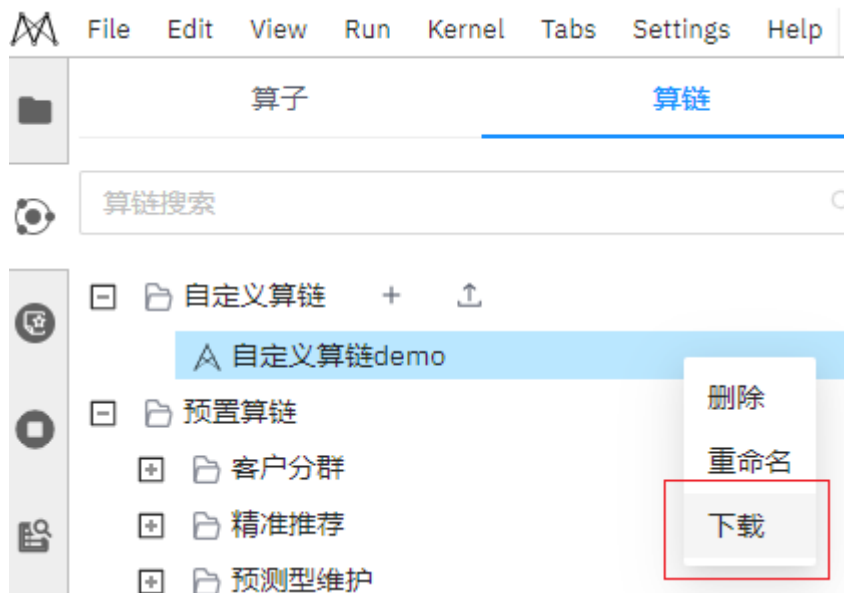 File Edit View Run Kernel Tabs Settings Help
算子 算链
算链搜索
自定义算链
自定义算链demo
删除
预置算链
重命名
客户分群
精准推荐
下载
预测型维护